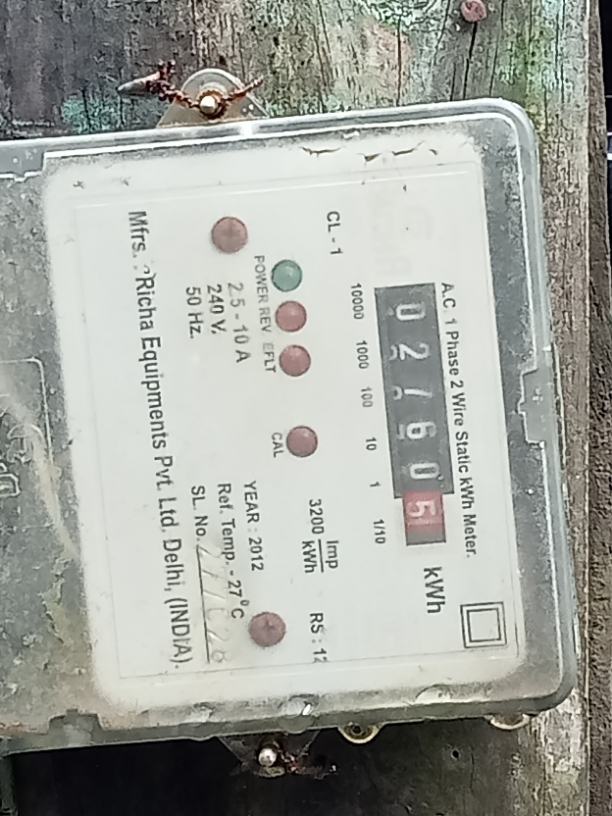 A.C. 1 Phase 2 Wire Static kWh Meter.
027605 kWh
10000 1000 100 10 1 1/10
CL - 1
3200 Imp/kWh RS : 12
POWER REV EFLT CAL
2.5 - 10 A
240 V.
50 Hz.
YEAR : 2012
Ref. Temp. - 27°C
SL. No.
Mfrs. : Richa Equipments Pvt. Ltd. Delhi, (INDIA).